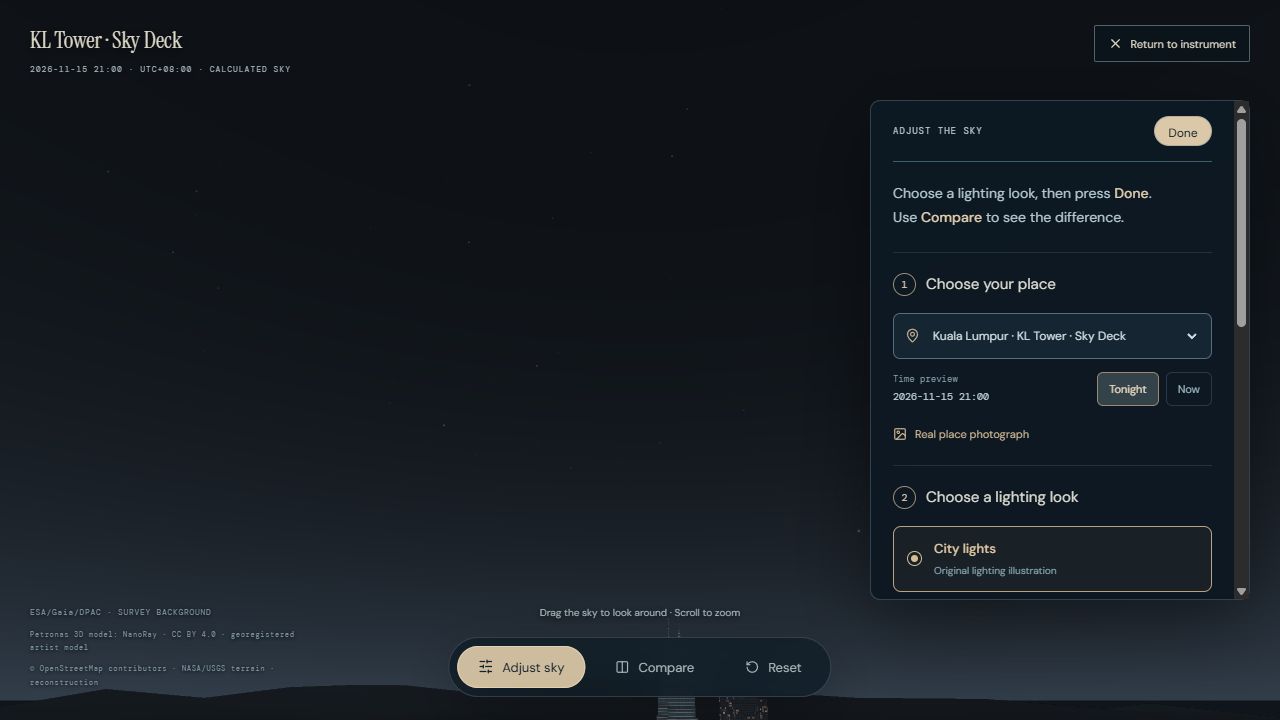 KL Tower · Sky Deck
2026-11-15 21:00 · UTC+08:00 · CALCULATED SKY
Return to instrument
ADJUST THE SKY
Done
Choose a lighting look, then press Done.
Use Compare to see the difference.
1 Choose your place
Kuala Lumpur · KL Tower · Sky Deck
Time preview
2026-11-15 21:00
Tonight
Now
Real place photograph
2 Choose a lighting look
City lights
Original lighting illustration
ESA/Gaia/DPAC · SURVEY BACKGROUND
Petronas 3D model: NanoRay · CC BY 4.0 · georegistered
artist model
© OpenStreetMap contributors · NASA/USGS terrain ·
reconstruction
Drag the sky to look around · Scroll to zoom
Adjust sky
Compare
Reset